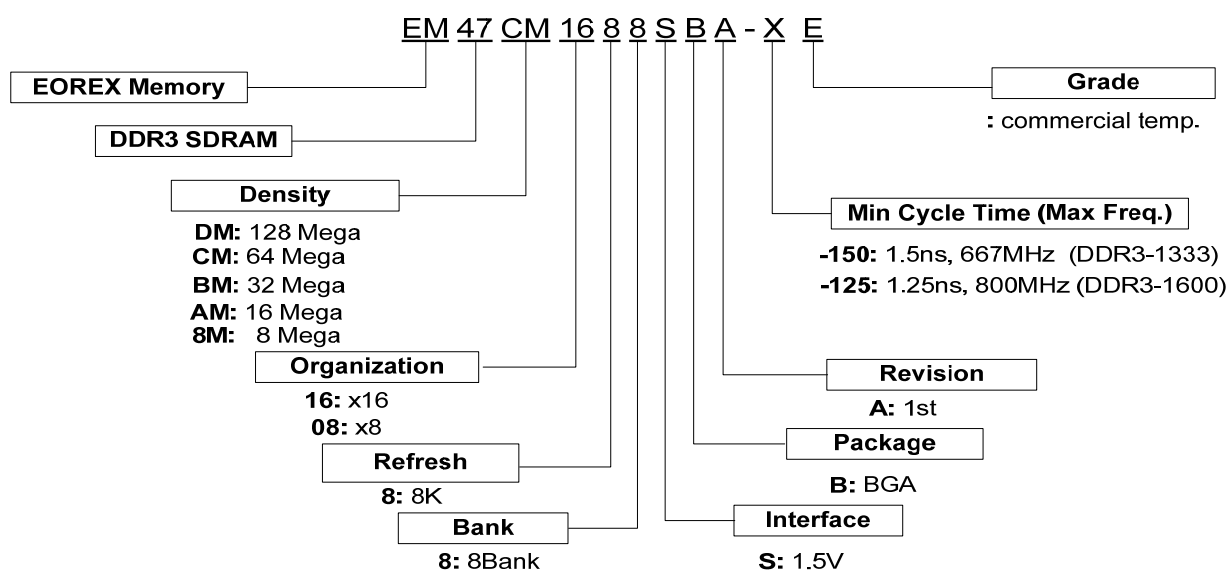 EM 47 CM 16 8 8 S B A - X E
EOREX Memory
DDR3 SDRAM
Density
DM: 128 Mega
CM: 64 Mega
BM: 32 Mega
AM: 16 Mega
8M: 8 Mega
Organization
16: x16
08: x8
Refresh
8: 8K
Bank
8: 8Bank
Grade
: commercial temp.
Min Cycle Time (Max Freq.)
-150: 1.5ns, 667MHz (DDR3-1333)
-125: 1.25ns, 800MHz (DDR3-1600)
Revision
A: 1st
Package
B: BGA
Interface
S: 1.5V